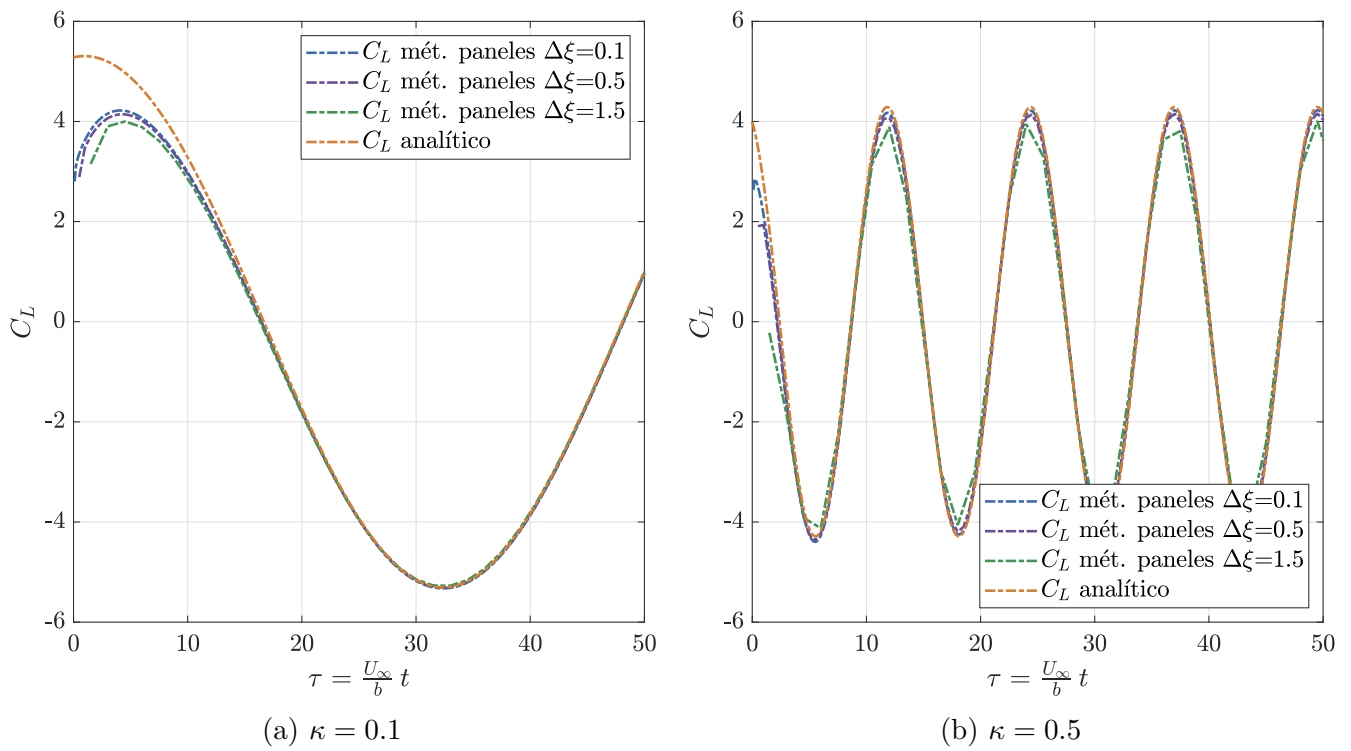 6
4
2
0
-2
-4
-6
C_L
C_L mét. paneles Δξ=0.1
C_L mét. paneles Δξ=0.5
C_L mét. paneles Δξ=1.5
C_L analítico
0 10 20 30 40 50
τ = U∞/b t
(a) κ = 0.1
6
4
2
0
-2
-4
-6
C_L
C_L mét. paneles Δξ=0.1
C_L mét. paneles Δξ=0.5
C_L mét. paneles Δξ=1.5
C_L analítico
0 10 20 30 40 50
τ = U∞/b t
(b) κ = 0.5